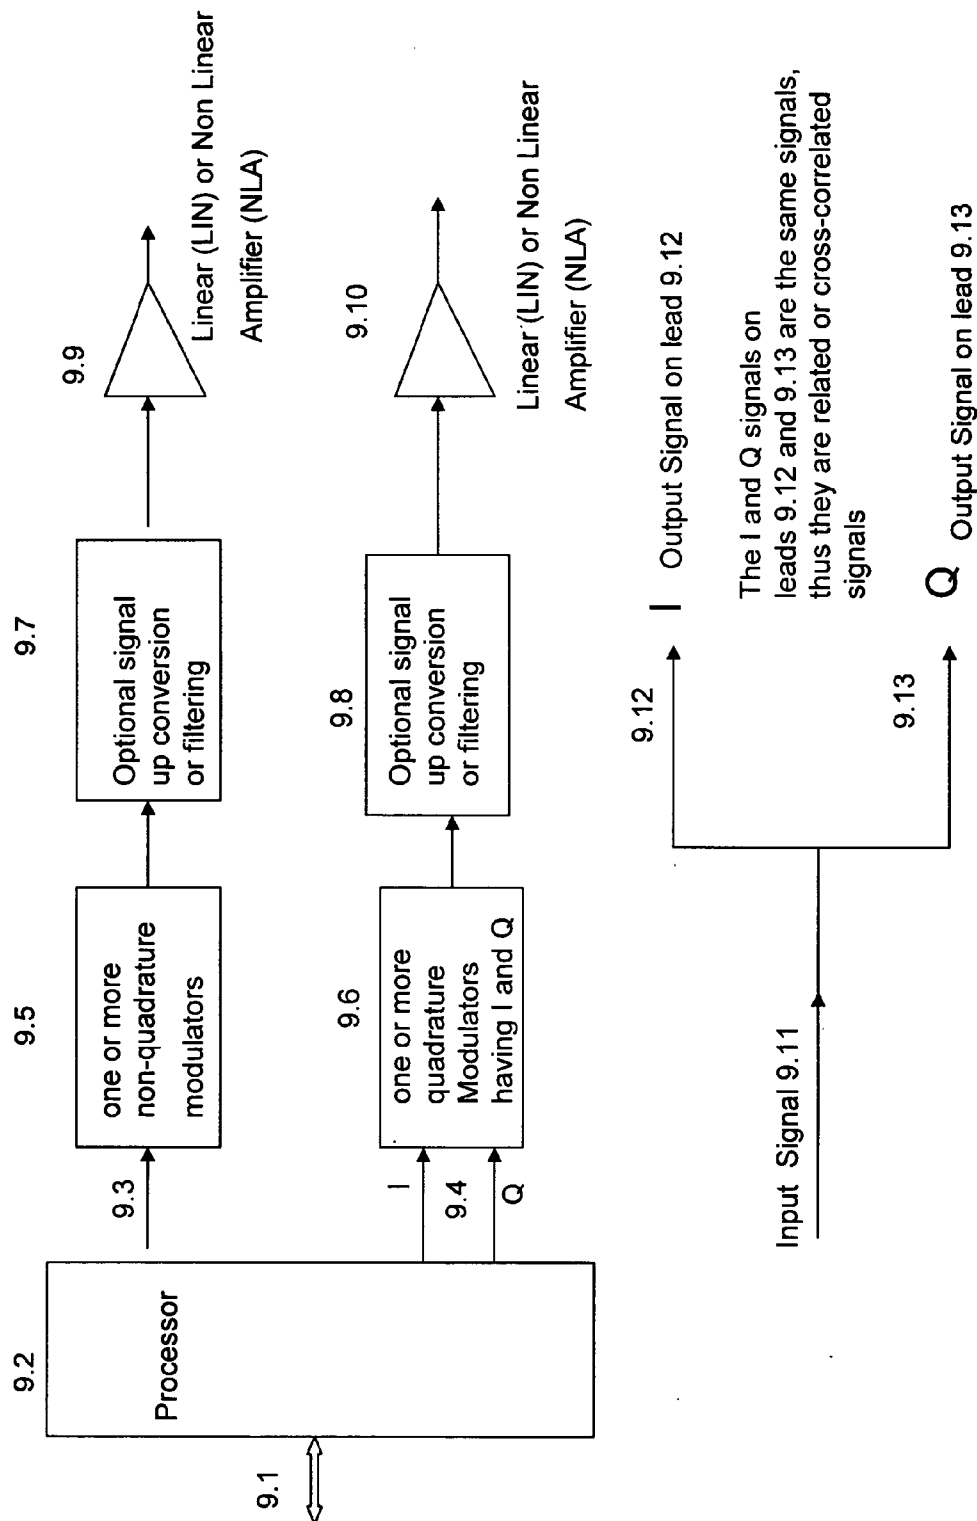 9.1
9.2
Processor
9.3
9.5
one or more
non-quadrature
modulators
9.7
Optional signal
up conversion
or filtering
9.9
Linear (LIN) or Non Linear
Amplifier (NLA)
I
9.4
Q
9.6
one or more
quadrature
Modulators
having I and Q
9.8
Optional signal
up conversion
or filtering
9.10
Linear (LIN) or Non Linear
Amplifier (NLA)
Input Signal 9.11
9.12
I Output Signal on lead 9.12
The I and Q signals on
leads 9.12 and 9.13 are the same signals,
thus they are related or cross-correlated
signals
9.13
Q Output Signal on lead 9.13